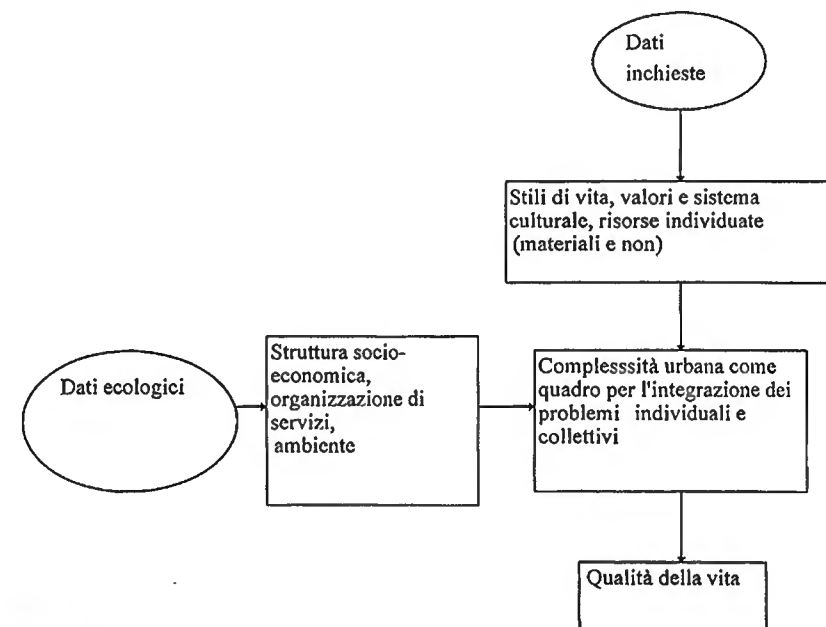 Dati
inchieste
Stili di vita, valori e sistema
culturale, risorse individuate
(materiali e non)
Dati ecologici
Struttura socio-
economica,
organizzazione di
servizi,
ambiente
Complesssità urbana come
quadro per l'integrazione dei
problemi individuali e
collettivi
Qualità della vita